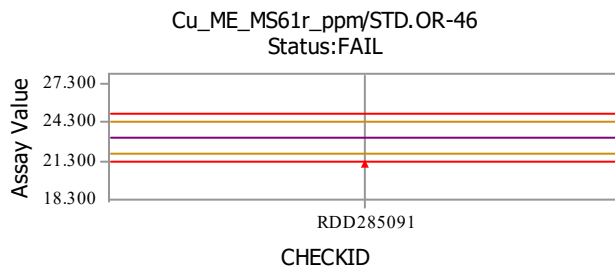 Cu_ME_MS61r_ppm/STD.OR-46
Status:FAIL
Assay Value
27.300
24.300
21.300
18.300
RDD285091
CHECKID